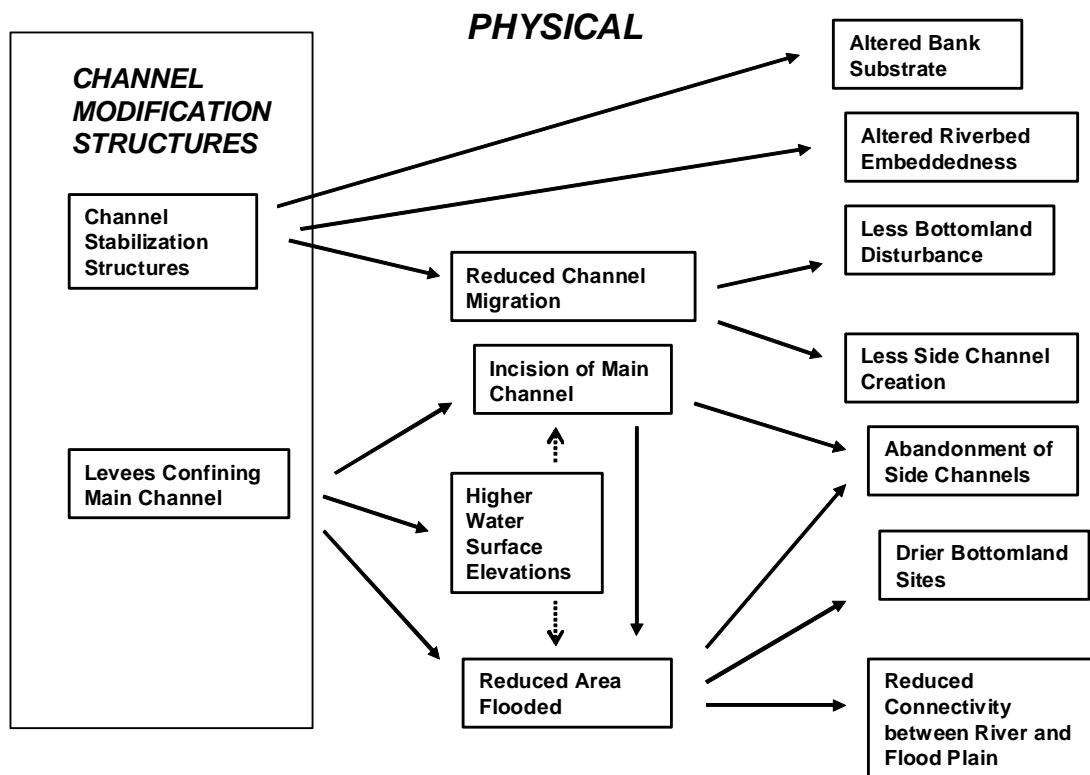 PHYSICAL
CHANNEL
MODIFICATION
STRUCTURES
Channel
Stabilization
Structures
Levees Confining
Main Channel
Reduced Channel
Migration
Incision of Main
Channel
Higher
Water
Surface
Elevations
Reduced Area
Flooded
Altered Bank
Substrate
Altered Riverbed
Embeddedness
Less Bottomland
Disturbance
Less Side Channel
Creation
Abandonment of
Side Channels
Drier Bottomland
Sites
Reduced
Connectivity
between River and
Flood Plain